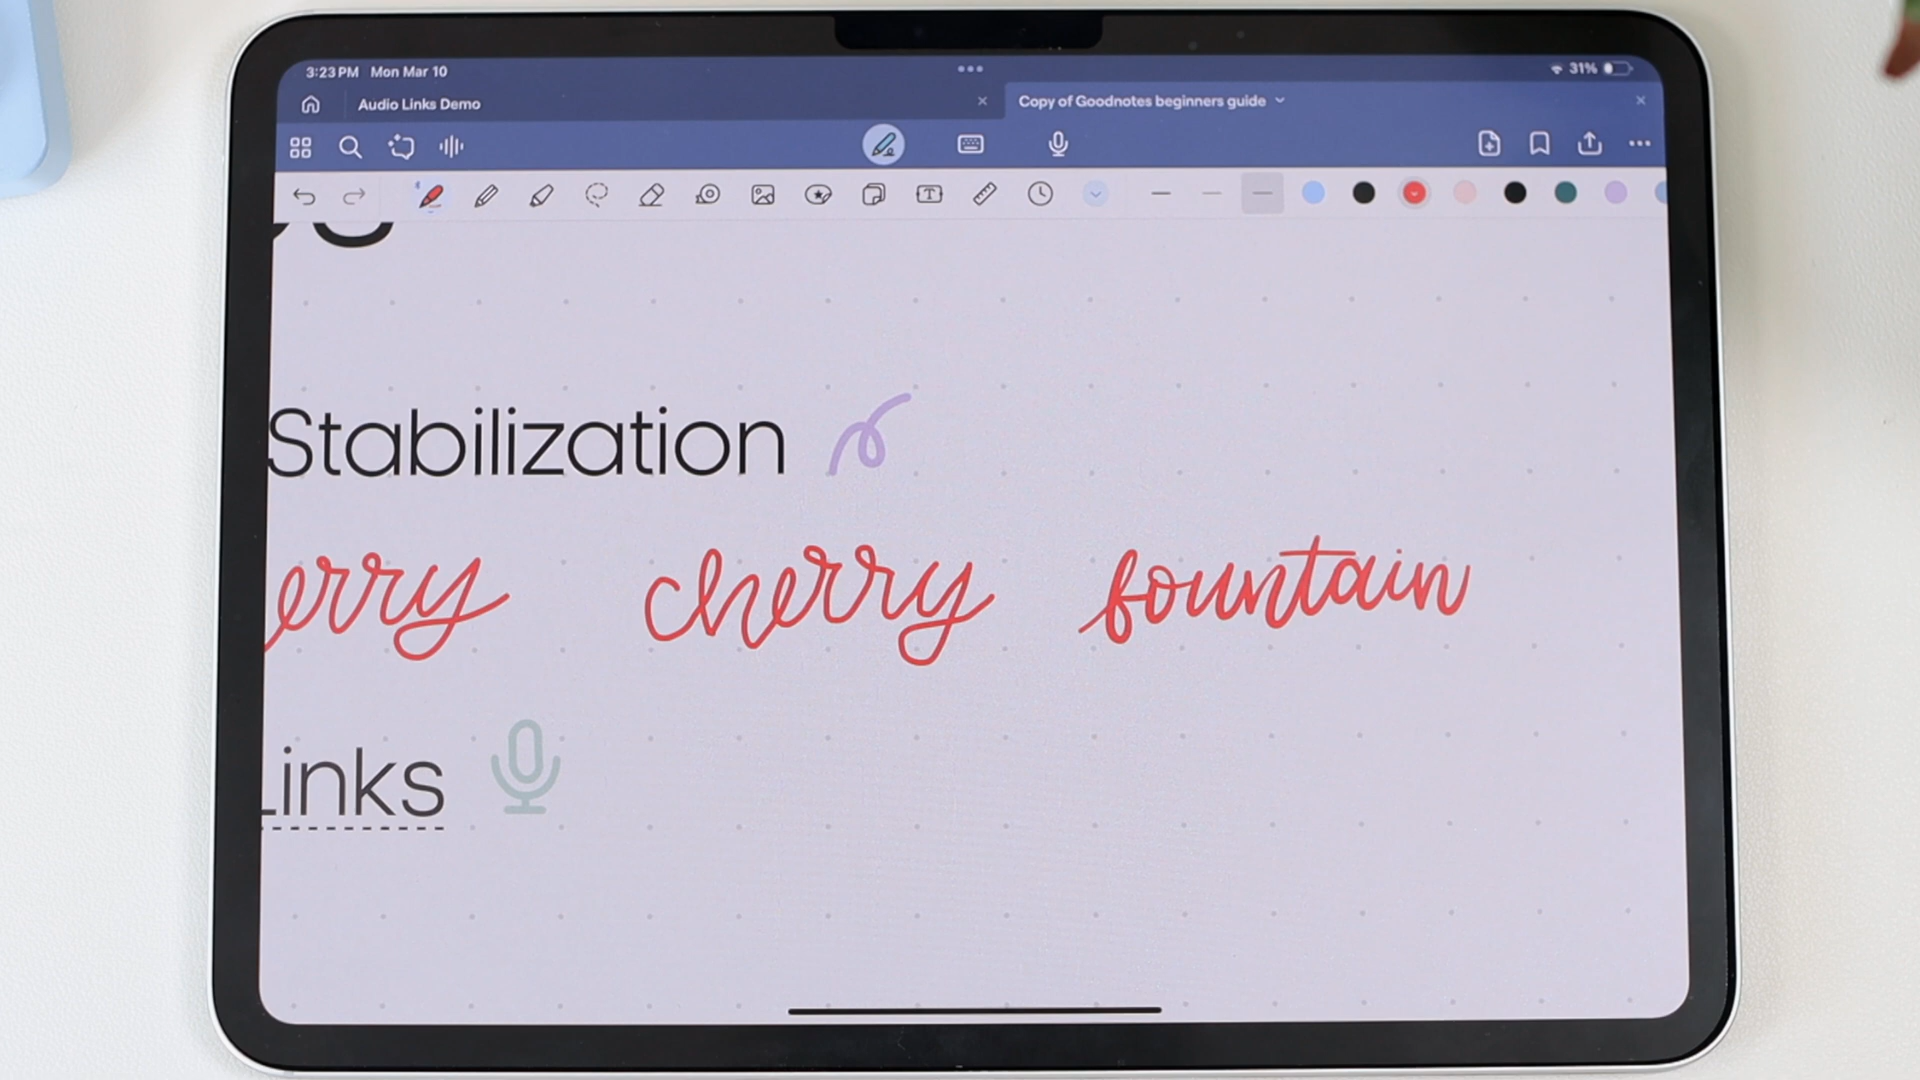 3:23 PM Mon Mar 10
31%
Audio Links Demo
Copy of Goodnotes beginners guide
T
Stabilization
erry cherry fountain
Links